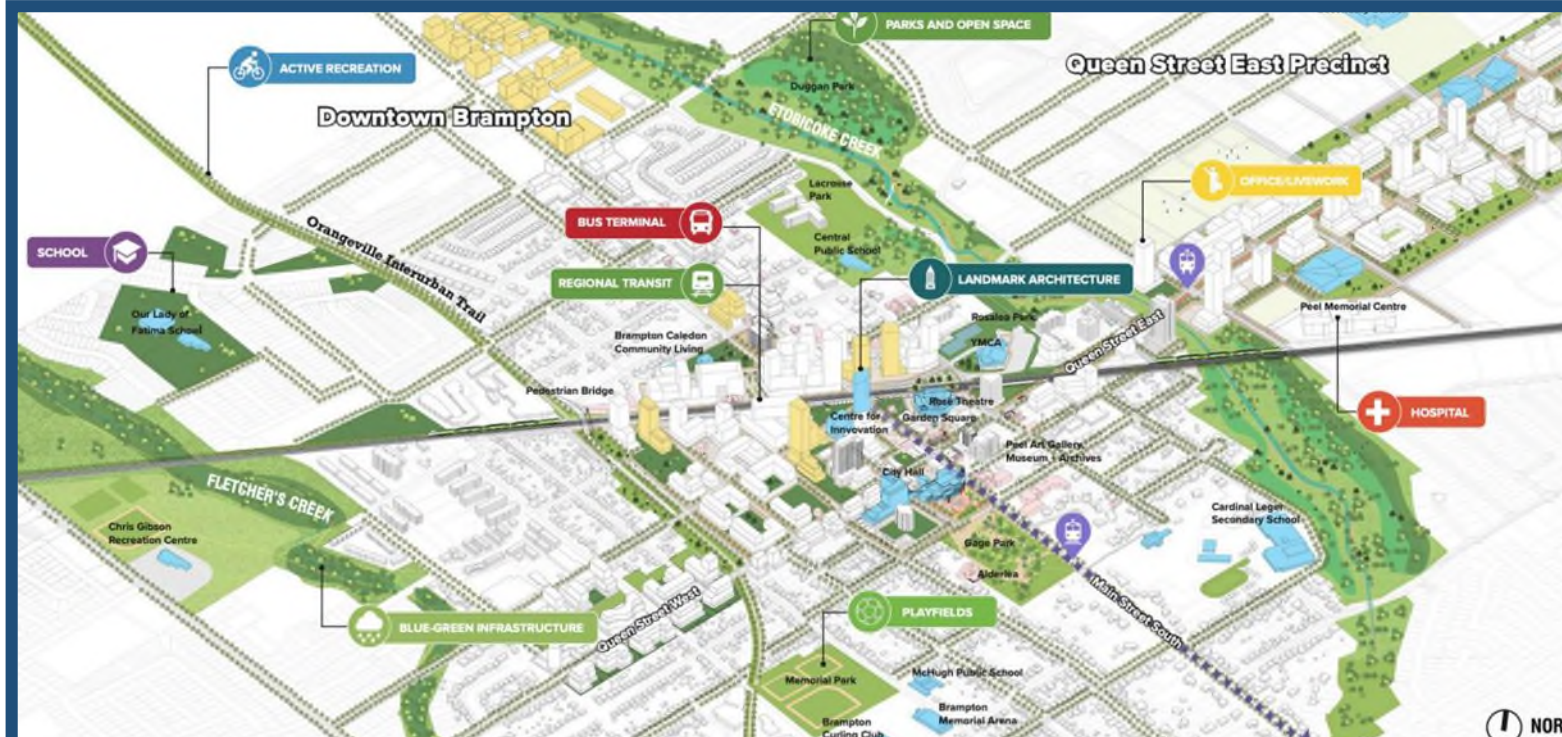 PARKS AND OPEN SPACE
Queen Street East Precinct
ACTIVE RECREATION
Duggan Park
Downtown Brampton
ETOBICOKE CREEK
OFFICE/LIVEWORK
Lacrosse
Park
BUS TERMINAL
Orangeville Interurban Trail
Central
Public School
SCHOOL
REGIONAL TRANSIT
LANDMARK ARCHITECTURE
Our Lady of
Fatima School
Rosalea Park
Peel Memorial Centre
Brampton Caledon
Community Living
YMCA
Queen Street East
Pedestrian Bridge
Rose Theatre
HOSPITAL
Centre for
Innvovation
Garden Square
Peel Art Gallery,
Museum + Archives
City Hall
FLETCHER'S CREEK
Chris Gibson
Recreation Centre
Cardinal Leger
Secondary School
Gage Park
Alderlea
Main Street South
Queen Street West
BLUE-GREEN INFRASTRUCTURE
PLAYFIELDS
McHugh Public School
Memorial Park
Brampton
Memorial Arena
Brampton
Curling Club
NOR